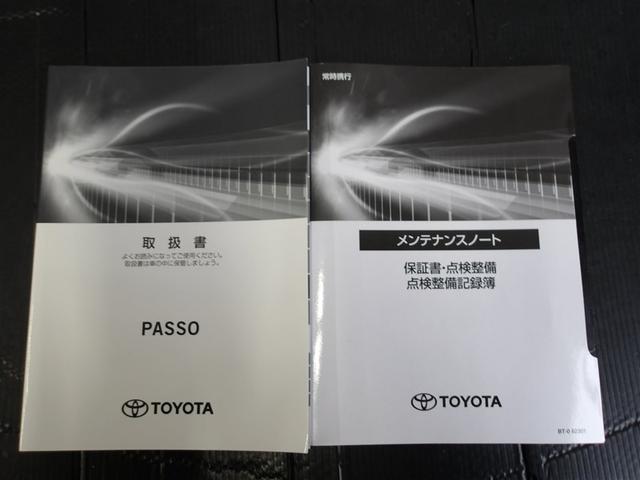 取扱書
よくお読みになってご使用ください。
取扱書は車の中に保管しましょう。
PASSO
TOYOTA
常時携行
メンテナンスノート
保証書・点検整備
点検整備記録簿
TOYOTA